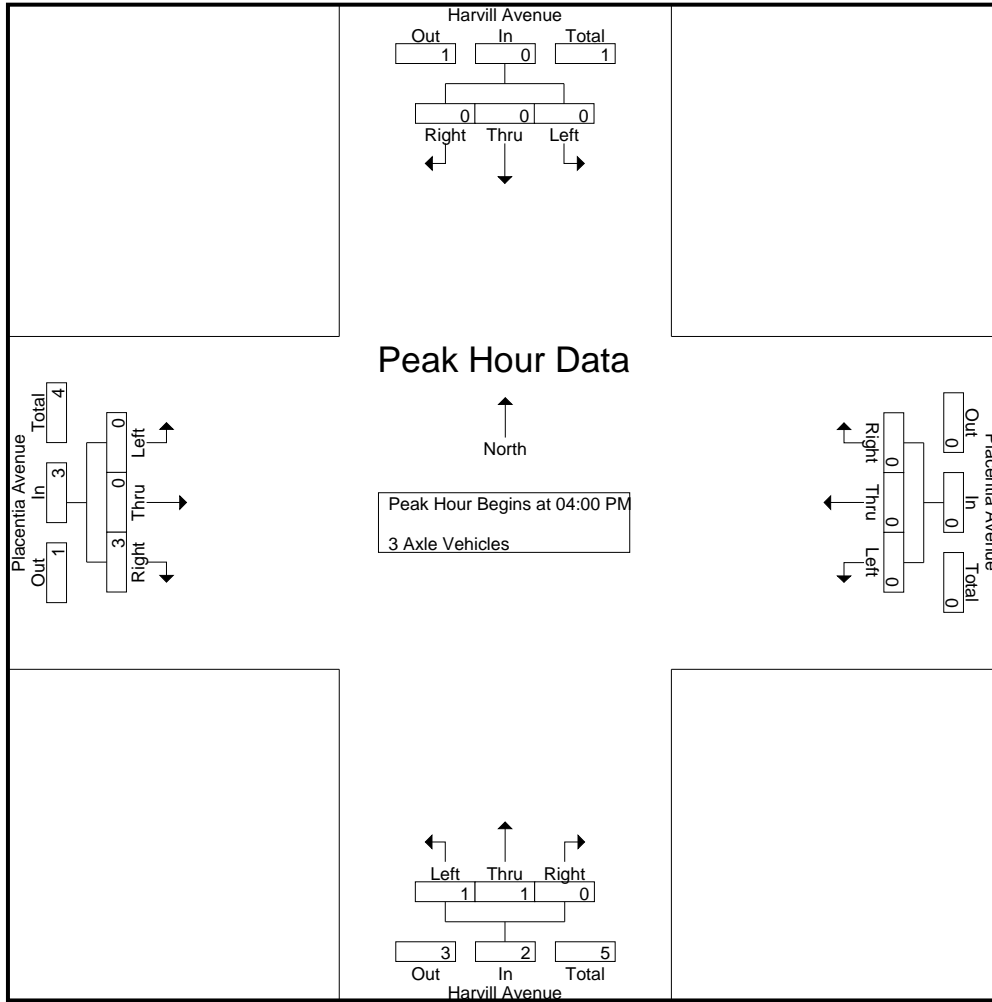 Harvill Avenue
Out In Total
1 0 1
0 0 0
Right Thru Left
Peak Hour Data
North
Peak Hour Begins at 04:00 PM
3 Axle Vehicles
Placentia Avenue
Out In Total
1 3 4
3 0 0
Right Thru Left
Placentia Avenue
Out In Total
0 0 0
0 0 0
Right Thru Left
Left Thru Right
1 1 0
3 2 5
Out In Total
Harvill Avenue